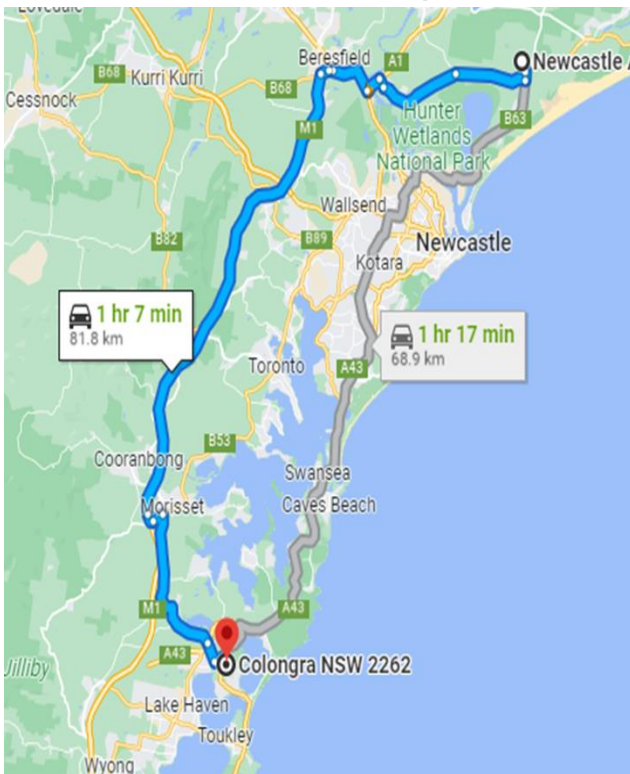 Lovedale
Beresfield
A1
Newcastle A
B68
Kurri Kurri
B68
Cessnock
B63
M1
Hunter
Wetlands
National Park
Wallsend
B82
B89
Newcastle
Kotara
1 hr 7 min
81.8 km
1 hr 17 min
68.9 km
Toronto
A43
B53
Cooranbong
Swansea
Morisset
Caves Beach
M1
A43
A43
Jilliby
Colongra NSW 2262
Lake Haven
Toukley
Wyong